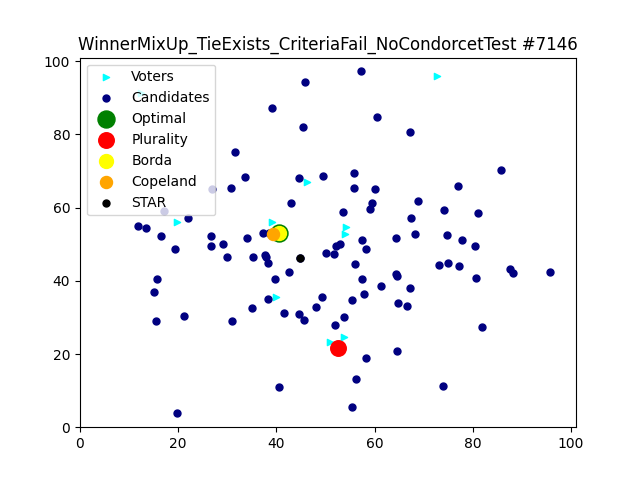 WinnerMixUp_TieExists_CriteriaFail_NoCondorcetTest #7146
100
80
60
40
20
0
Voters
Candidates
Optimal
Plurality
Borda
Copeland
STAR
0 20 40 60 80 100